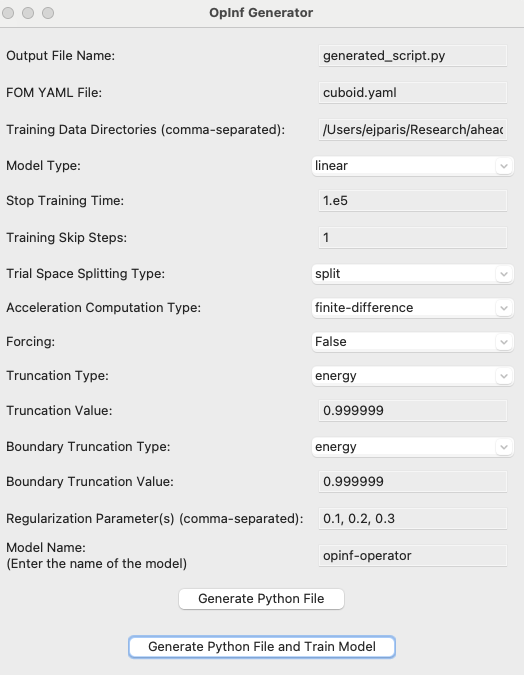 OpInf Generator
Output File Name: generated_script.py
FOM YAML File: cuboid.yaml
Training Data Directories (comma-separated): /Users/ejparis/Research/aheac
Model Type: linear
Stop Training Time: 1.e5
Training Skip Steps: 1
Trial Space Splitting Type: split
Acceleration Computation Type: finite-difference
Forcing: False
Truncation Type: energy
Truncation Value: 0.999999
Boundary Truncation Type: energy
Boundary Truncation Value: 0.999999
Regularization Parameter(s) (comma-separated): 0.1, 0.2, 0.3
Model Name:
(Enter the name of the model) opinf-operator
Generate Python File
Generate Python File and Train Model